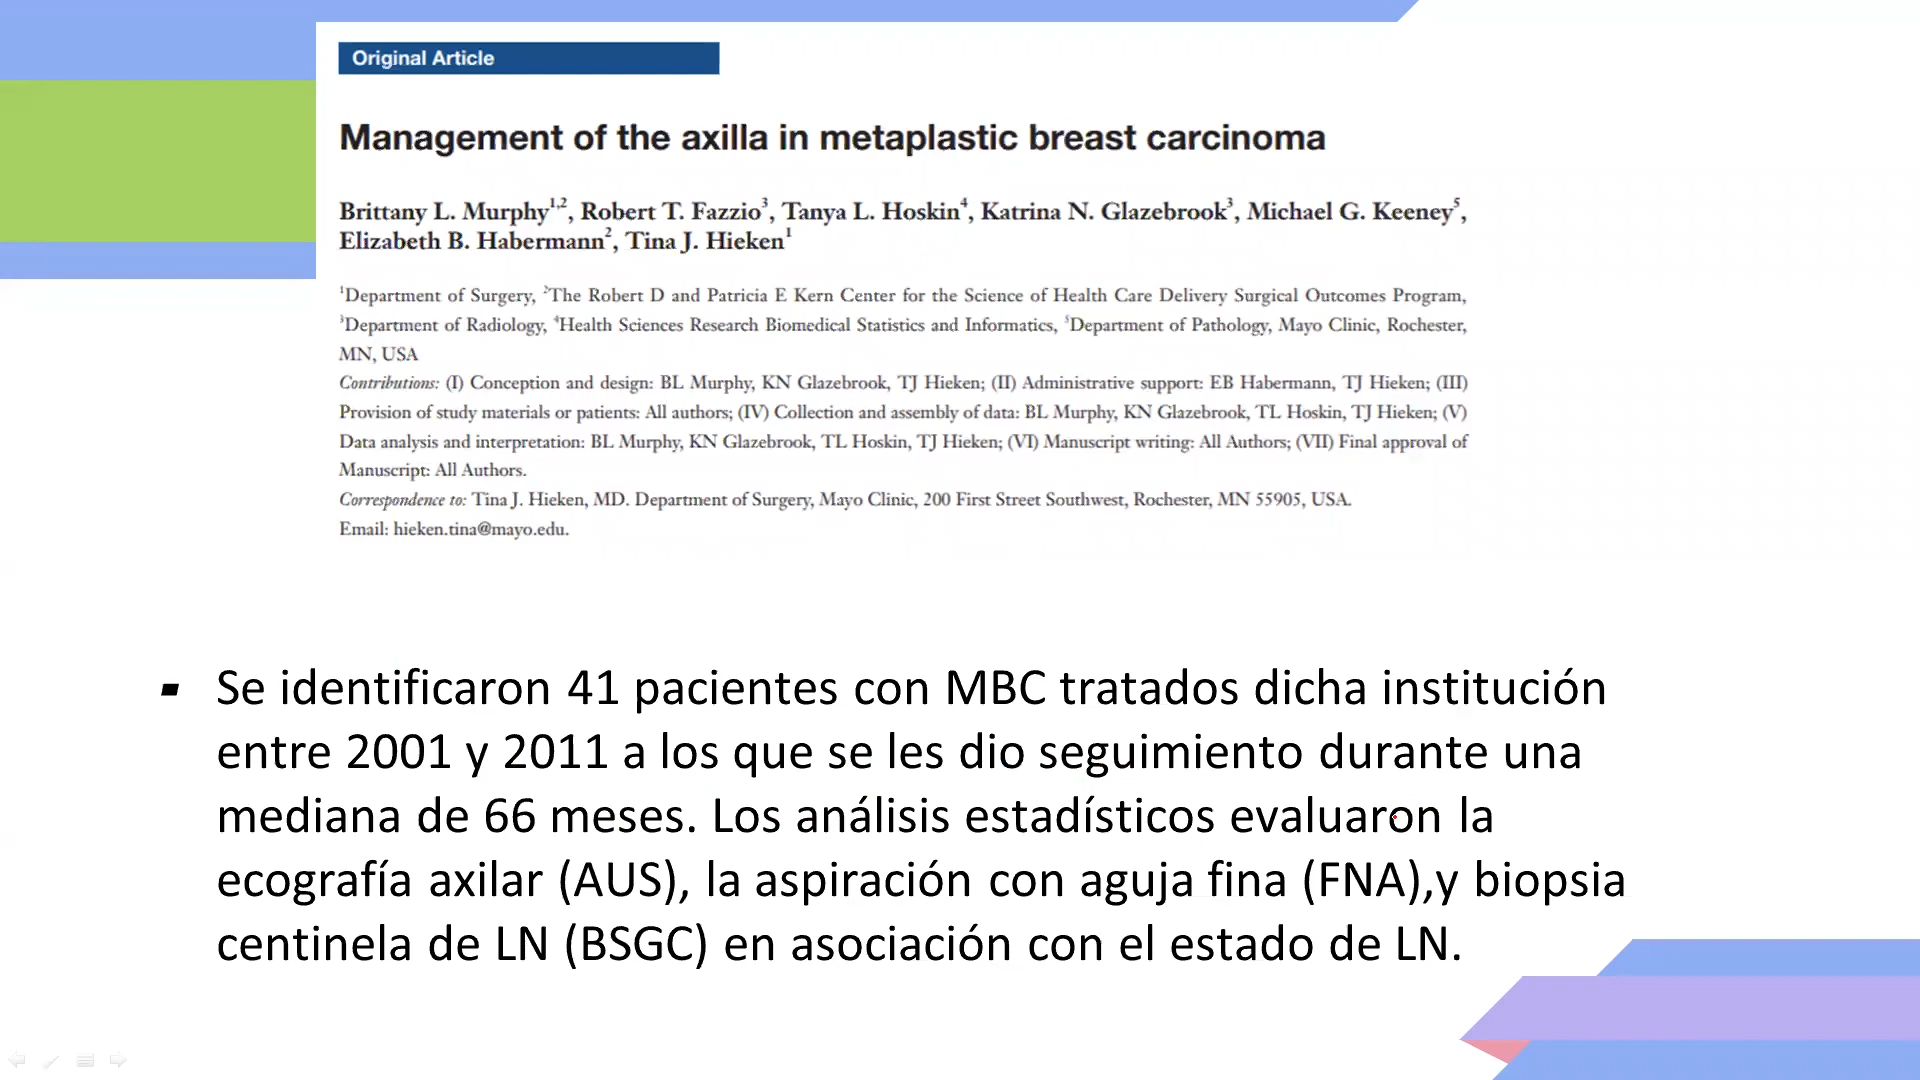 Original Article
Management of the axilla in metaplastic breast carcinoma
Brittany L. Murphy1,2, Robert T. Fazzio3, Tanya L. Hoskin4, Katrina N. Glazebrook3, Michael G. Keeney5,
Elizabeth B. Habermann2, Tina J. Hieken1
1Department of Surgery, 2The Robert D and Patricia E Kern Center for the Science of Health Care Delivery Surgical Outcomes Program,
3Department of Radiology, 4Health Sciences Research Biomedical Statistics and Informatics, 5Department of Pathology, Mayo Clinic, Rochester,
MN, USA
Contributions: (I) Conception and design: BL Murphy, KN Glazebrook, TJ Hieken; (II) Administrative support: EB Habermann, TJ Hieken; (III)
Provision of study materials or patients: All authors; (IV) Collection and assembly of data: BL Murphy, KN Glazebrook, TL Hoskin, TJ Hieken; (V)
Data analysis and interpretation: BL Murphy, KN Glazebrook, TL Hoskin, TJ Hieken; (VI) Manuscript writing: All Authors; (VII) Final approval of
Manuscript: All Authors.
Correspondence to: Tina J. Hieken, MD. Department of Surgery, Mayo Clinic, 200 First Street Southwest, Rochester, MN 55905, USA.
Email: hieken.tina@mayo.edu.
▪ Se identificaron 41 pacientes con MBC tratados dicha institución
entre 2001 y 2011 a los que se les dio seguimiento durante una
mediana de 66 meses. Los análisis estadísticos evaluaron la
ecografía axilar (AUS), la aspiración con aguja fina (FNA),y biopsia
centinela de LN (BSGC) en asociación con el estado de LN.